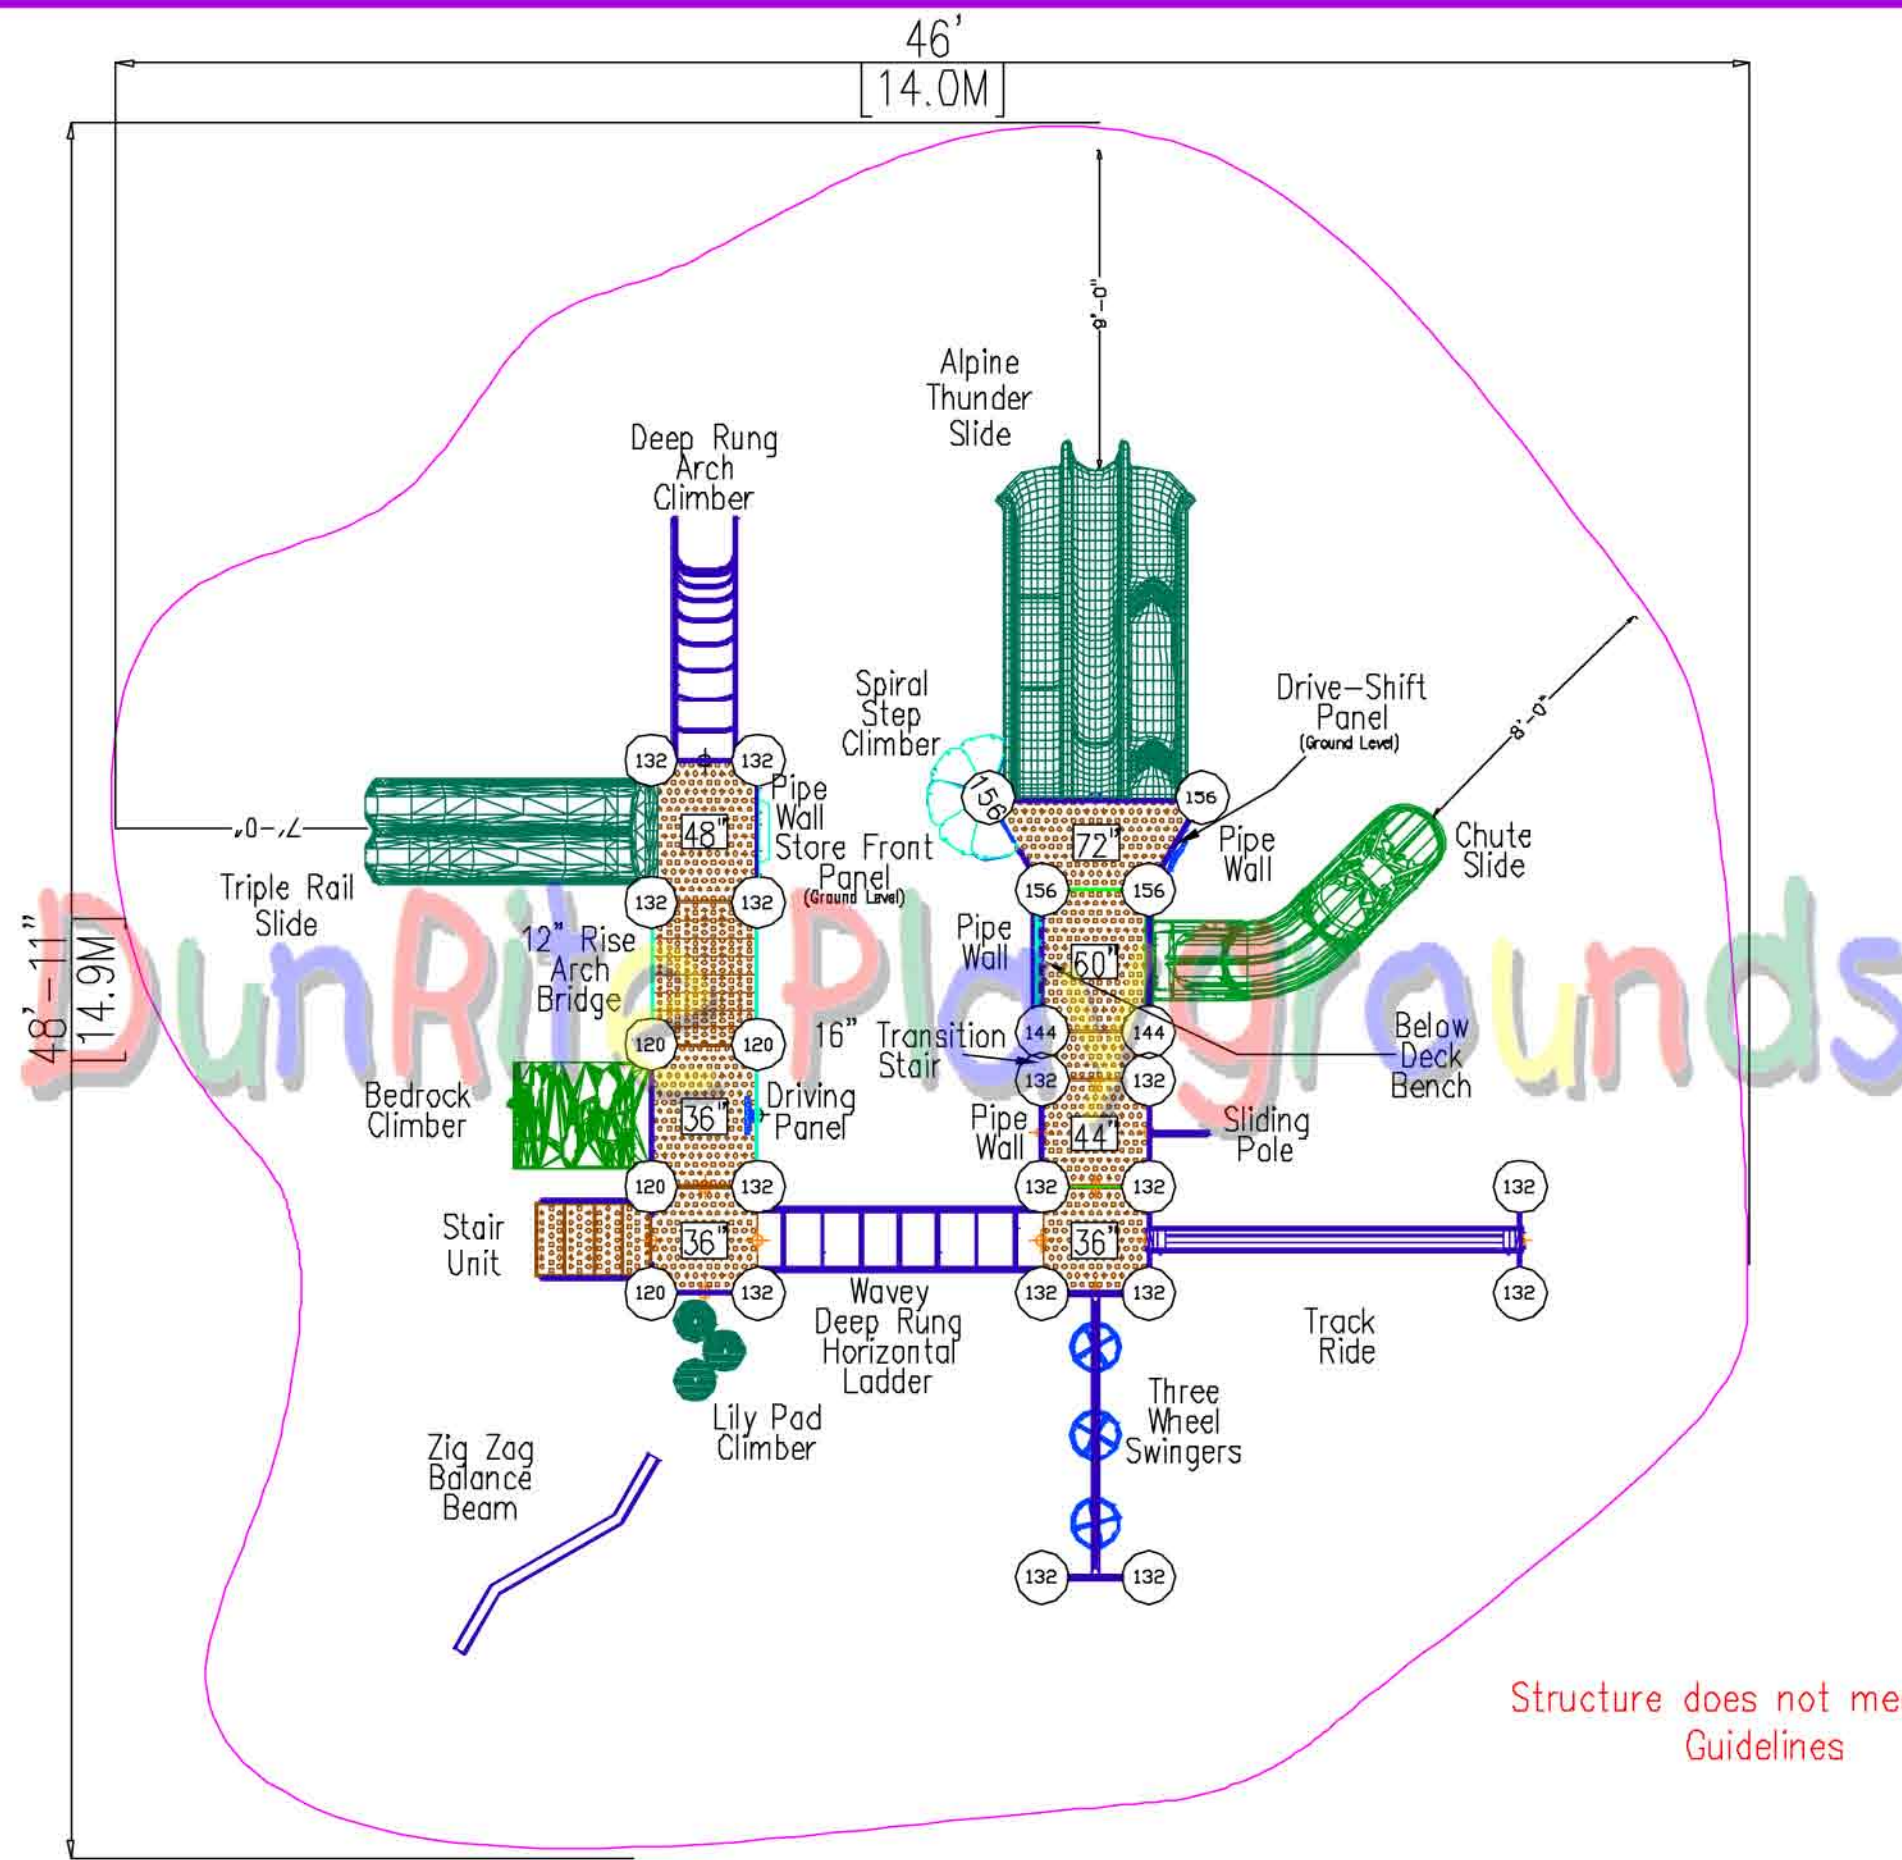 46'
[14.0M]
9'-0"
Alpine
Thunder
Slide
Deep Rung
Arch
Climber
8'-0"
Spiral
Step
Climber
Drive-Shift
Panel
(Ground Level)
132
132
156
156
Pipe
Wall
48"
72"
7'-0"
Store Front
Panel
(Ground Level)
Pipe
Wall
Chute
Slide
Triple Rail
Slide
132
132
156
156
48'-11"
[14.9M]
DunRite Playgrounds
12" Rise
Arch
Bridge
Pipe
Wall
60"
120
120
16"
Transition
Stair
144
144
132
132
Below
Deck
Bench
Bedrock
Climber
36"
Driving
Panel
Pipe
Wall
44"
Sliding
Pole
120
132
132
132
132
Stair
Unit
36"
36"
120
132
132
132
132
Wavey
Deep Rung
Horizontal
Ladder
Track
Ride
Three
Wheel
Swingers
Lily Pad
Climber
Zig Zag
Balance
Beam
132
132
Structure does not me
Guidelines